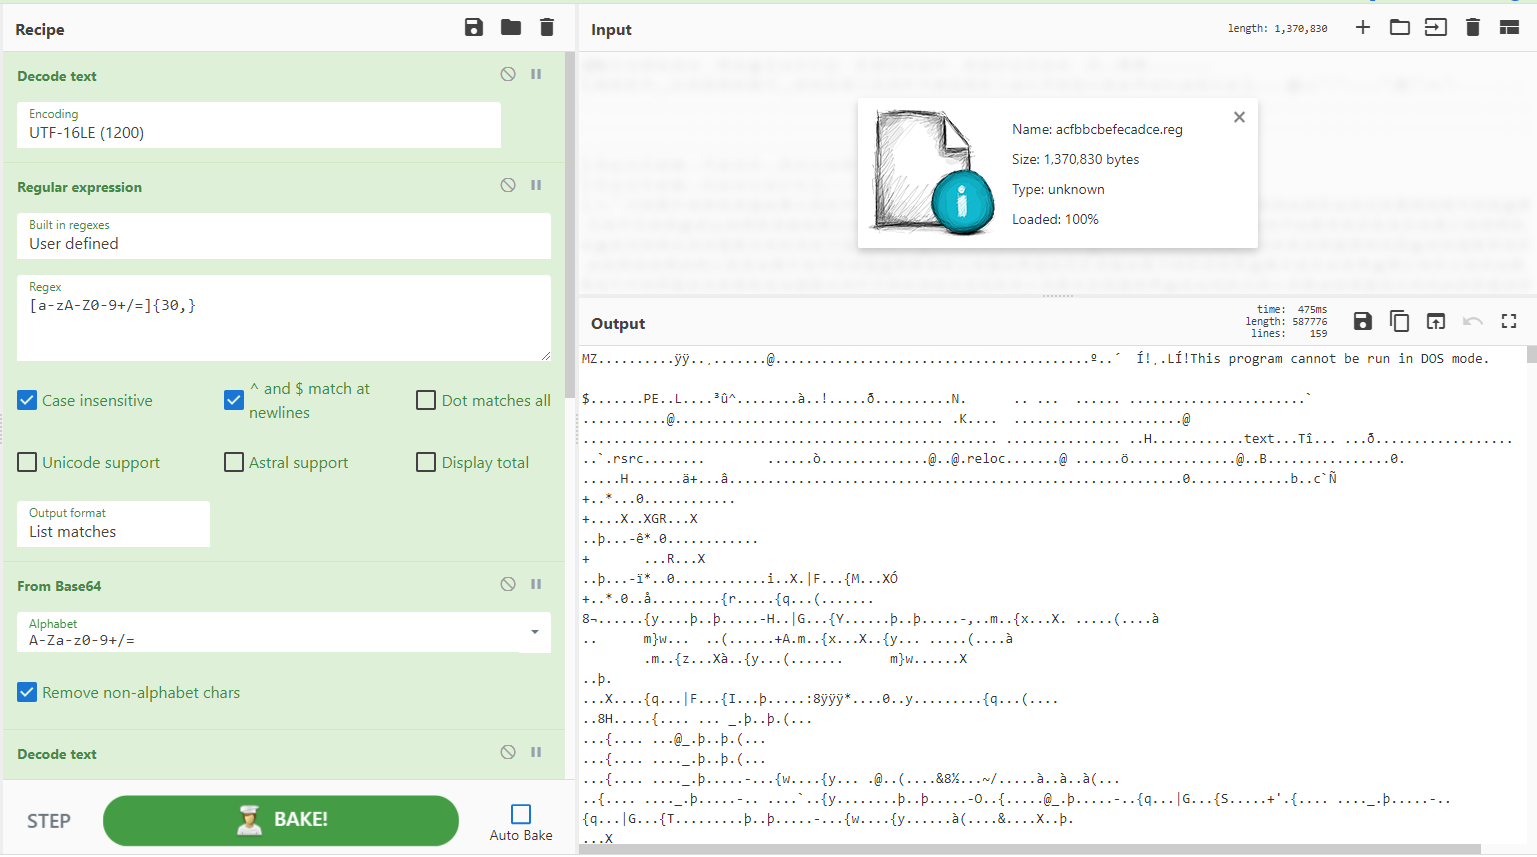 Recipe
Decode text
Encoding
UTF-16LE (1200)
Regular expression
Built in regexes
User defined
Regex
[a-zA-Z0-9+/=]{30,}
Case insensitive
^ and $ match at newlines
Dot matches all
Unicode support
Astral support
Display total
Output format
List matches
From Base64
Alphabet
A-Za-z0-9+/=
Remove non-alphabet chars
Decode text
STEP
BAKE!
Auto Bake
Input
length: 1,370,830
Name: acfbbcbefecadce.reg
Size: 1,370,830 bytes
Type: unknown
Loaded: 100%
Output
time: 475ms
length: 587776
lines: 159
MZ..........ÿÿ..¸.......@........................................º..´ Í!¸.LÍ!This program cannot be run in DOS mode.
$.......PE..L....³û^........à..!.....ð..........N. .. ... ...... .......................`
...........@.................................. .K.... ......................@
..................................................... ............... ..H............text...Tî... ...ð..................
..`.rsrc........ ......ò..............@..@.reloc.......@ ......ö..............@..B................0.
.....H.......ä+...â..........................................................0.............b..c`Ñ
+..*...0............
+....X..XGR...X
..þ...-ê*.0............
+ ...R...X
..þ...-ï*..0............i..X.|F...{M...XÓ
+..*.0..å.........{r.....{q...(.......
8¬......{y....þ..þ.....-H..|G...{Y......þ..þ.....-,..m..{x...X. .....(....à
.. m}w... ..(......+A.m..{x...X..{y... .....(....à
.m..{z...Xà..{y...(....... m}w......X
..þ.
...X....{q...|F...{I...þ.....:8ÿÿÿ*....0..y.........{q...(....
..8H.....{.... ... _.þ..þ.(...
...{.... ...@_.þ..þ.(...
...{.... ...._.þ..þ.(...
...{.... ...._.þ.....-...{w....{y... .@..(....&8%...~/.....à..à..à(...
..{.... ...._.þ.....-.. ....`..{y........þ..þ.....-O..{.....@_.þ.....-..{q...|G...{S.....+'.{.... ...._.þ.....-..
{q...|G...{T.........þ..þ.....-...{w....{y......à(....&....X..þ.
...X